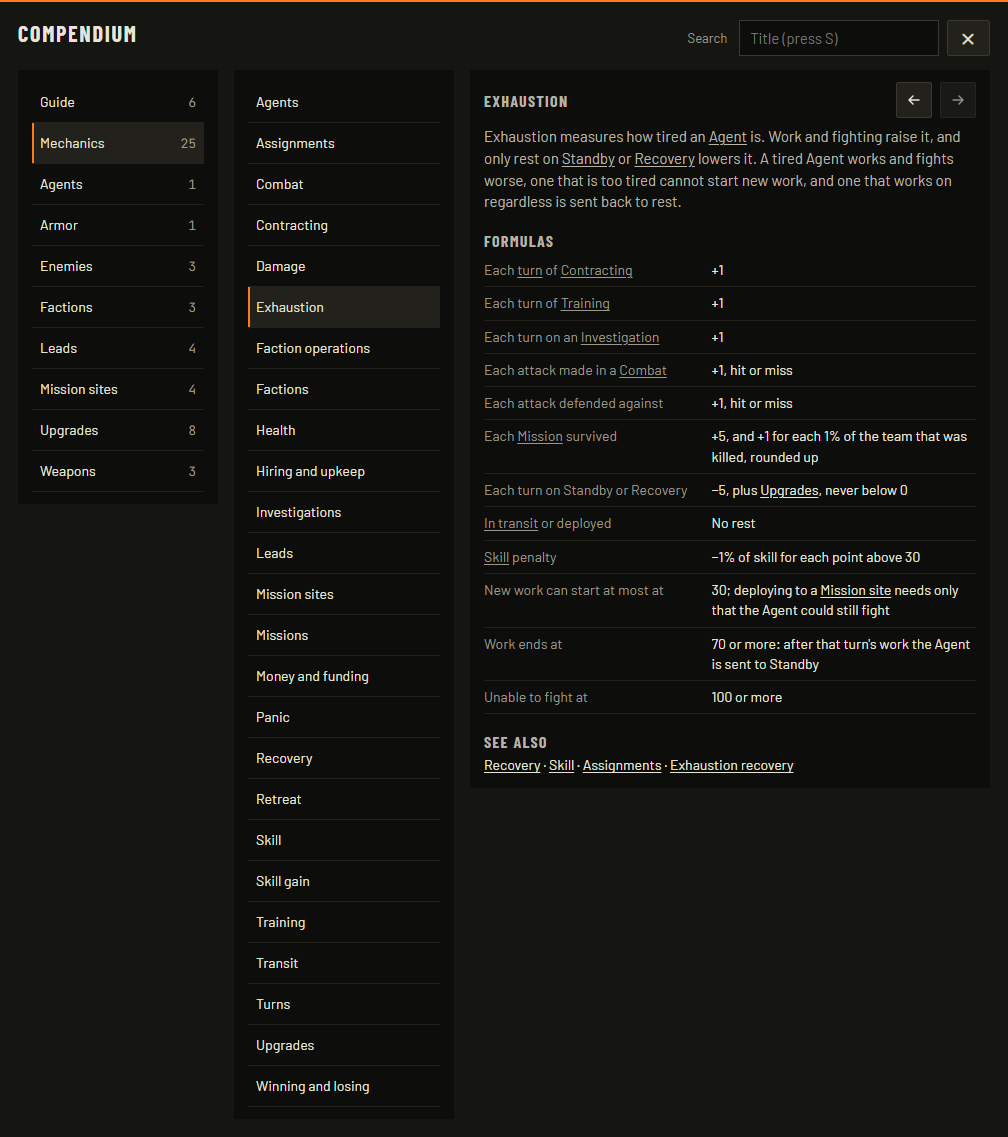 COMPENDIUM
Search
Title (press S)
Guide 6
Mechanics 25
Agents 1
Armor 1
Enemies 3
Factions 3
Leads 4
Mission sites 4
Upgrades 8
Weapons 3
Agents
Assignments
Combat
Contracting
Damage
Exhaustion
Faction operations
Factions
Health
Hiring and upkeep
Investigations
Leads
Mission sites
Missions
Money and funding
Panic
Recovery
Retreat
Skill
Skill gain
Training
Transit
Turns
Upgrades
Winning and losing
EXHAUSTION
Exhaustion measures how tired an Agent is. Work and fighting raise it, and
only rest on Standby or Recovery lowers it. A tired Agent works and fights
worse, one that is too tired cannot start new work, and one that works on
regardless is sent back to rest.
FORMULAS
Each turn of Contracting +1
Each turn of Training +1
Each turn on an Investigation +1
Each attack made in a Combat +1, hit or miss
Each attack defended against +1, hit or miss
Each Mission survived +5, and +1 for each 1% of the team that was
killed, rounded up
Each turn on Standby or Recovery −5, plus Upgrades, never below 0
In transit or deployed No rest
Skill penalty −1% of skill for each point above 30
New work can start at most at 30; deploying to a Mission site needs only
that the Agent could still fight
Work ends at 70 or more: after that turn's work the Agent
is sent to Standby
Unable to fight at 100 or more
SEE ALSO
Recovery · Skill · Assignments · Exhaustion recovery